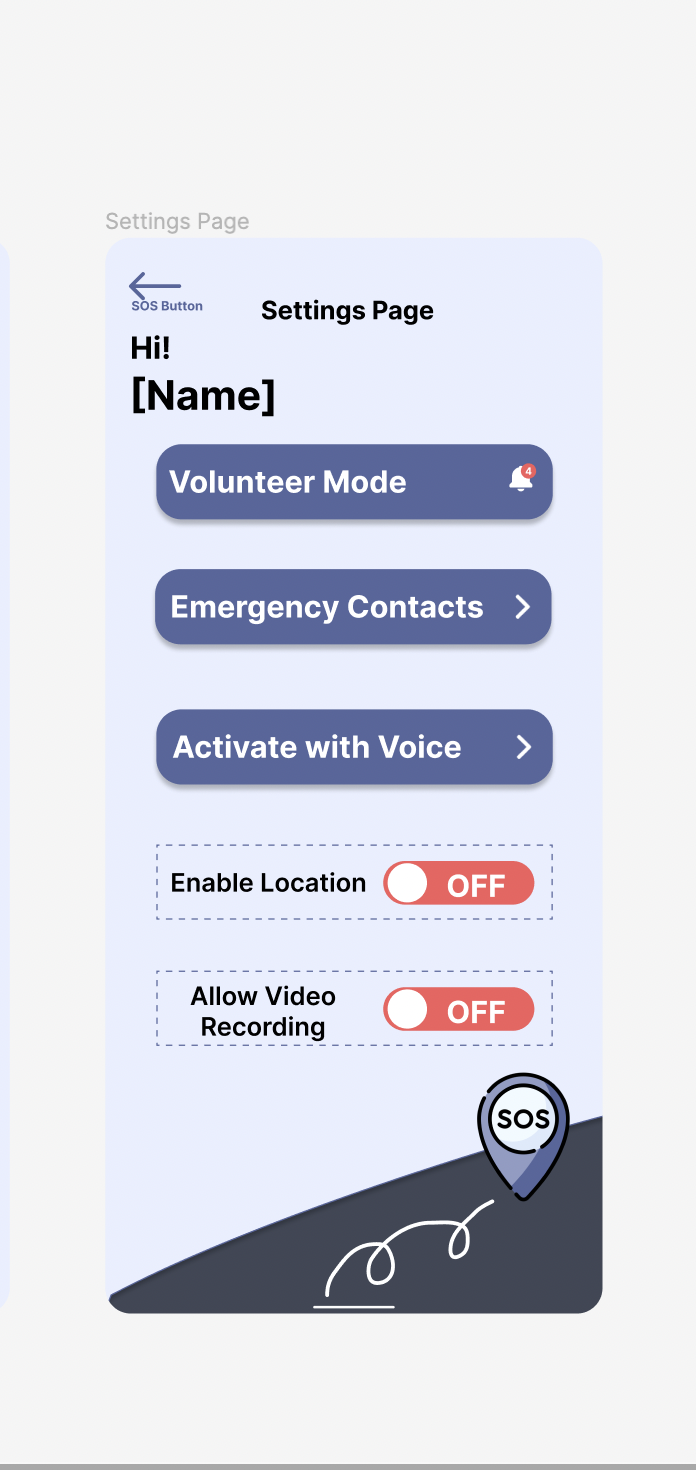 Settings Page
SOS Button
Settings Page
Hi!
[Name]
Volunteer Mode
4
Emergency Contacts
Activate with Voice
Enable Location
OFF
Allow Video
Recording
OFF
SOS